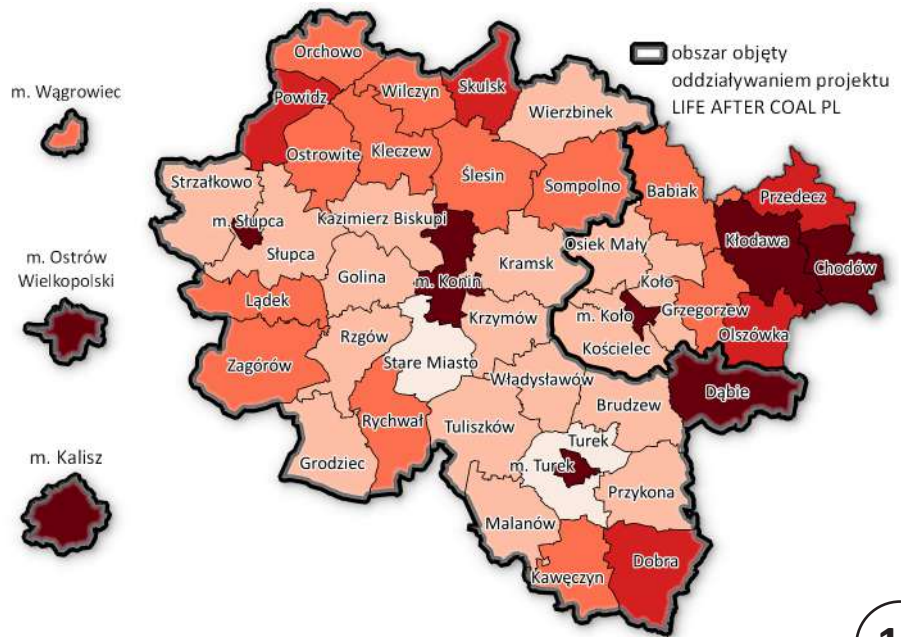 Orchowo
obszar objęty
oddziaływaniem projektu
LIFE AFTER COAL PL
m. Wągrowiec
Powidz
Wilczyn
Skulsk
Wierzbinek
Ostrowite
Kleczew
Ślesin
Sompolno
Babiak
Przedecz
Strzałkowo
m. Słupca
Słupca
Kazimierz Biskupi
Osiek Mały
Kłodawa
Chodów
m. Ostrów
Wielkopolski
Golina
m. Konin
Kramsk
Koło
Lądek
m. Koło
Grzegorzew
Olszówka
Krzymów
Rzgów
Kościelec
Zagórów
Stare Miasto
Władysławów
Dąbie
Rychwał
Tuliszków
Brudzew
Grodziec
Turek
m. Turek
m. Kalisz
Przykona
Malanów
Kawęczyn
Dobra
1